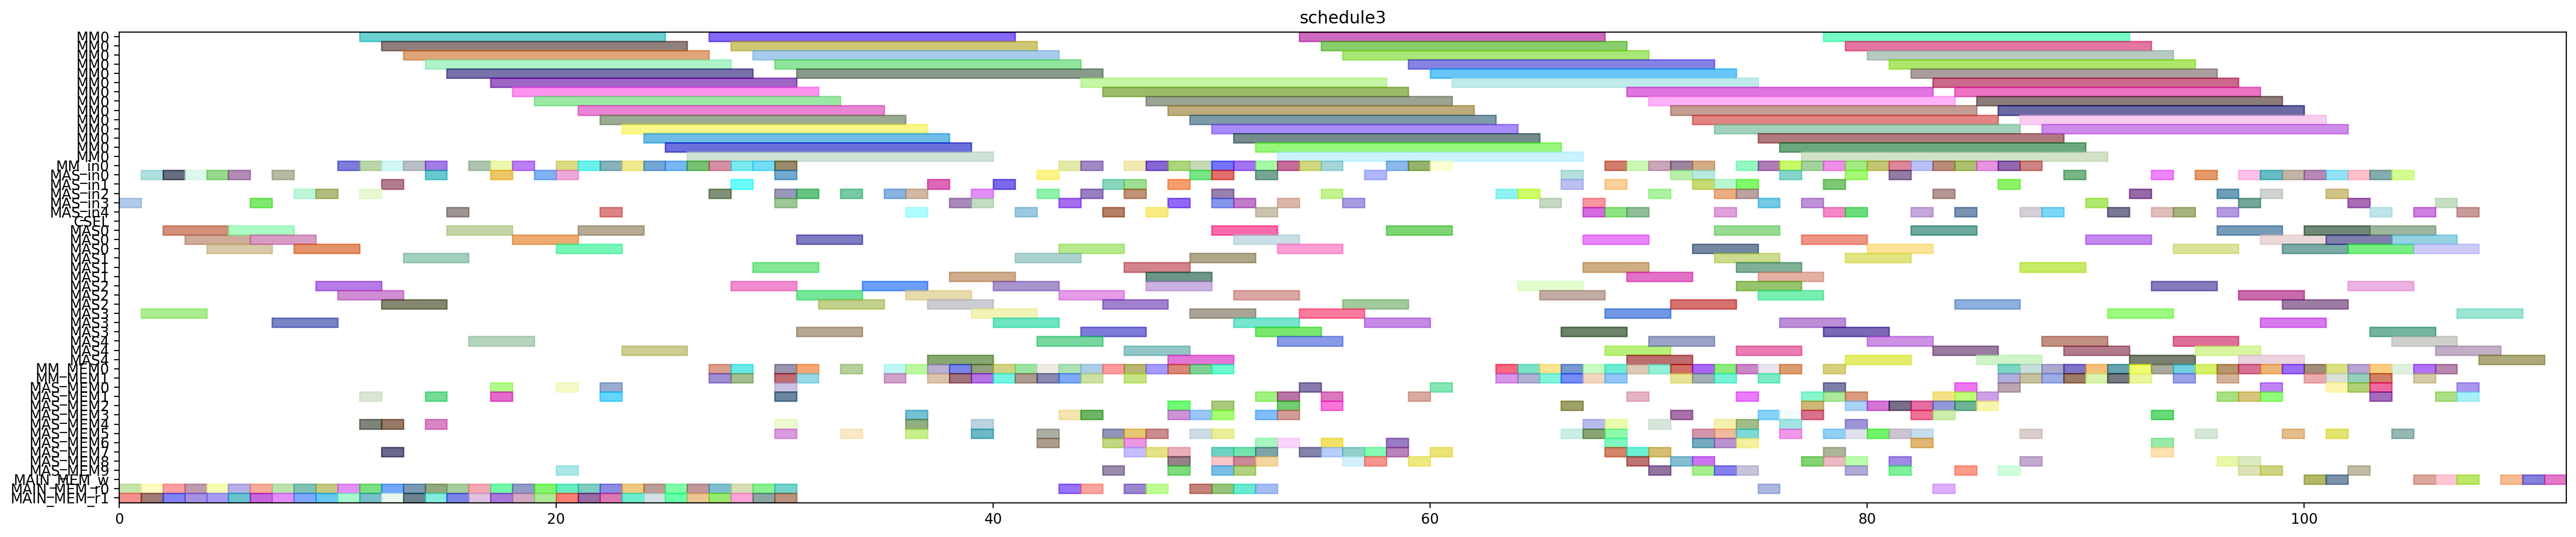 schedule3
MM0
MM0
MM0
MM0
MM0
MM0
MM0
MM0
MM0
MM0
MM0
MM0
MM0
MM0
MM_in0
MAS_in0
MAS_in1
MAS_in2
MAS_in3
MAS_in4
CSEL
MAS0
MAS0
MAS0
MAS1
MAS1
MAS1
MAS2
MAS2
MAS2
MAS3
MAS3
MAS3
MAS4
MAS4
MAS4
MM_MEM0
MM_MEM1
MAS_MEM0
MAS_MEM1
MAS_MEM2
MAS_MEM3
MAS_MEM4
MAS_MEM5
MAS_MEM6
MAS_MEM7
MAS_MEM8
MAS_MEM9
MAIN_MEM_w
MAIN_MEM_r0
MAIN_MEM_r1
0 20 40 60 80 100